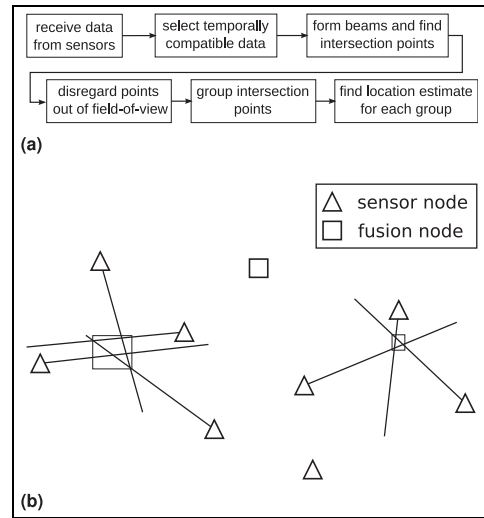 receive data
from sensors
select temporally
compatible data
form beams and find
intersection points
disregard points
out of field-of-view
group intersection
points
find location estimate
for each group
(a)
sensor node
fusion node
(b)